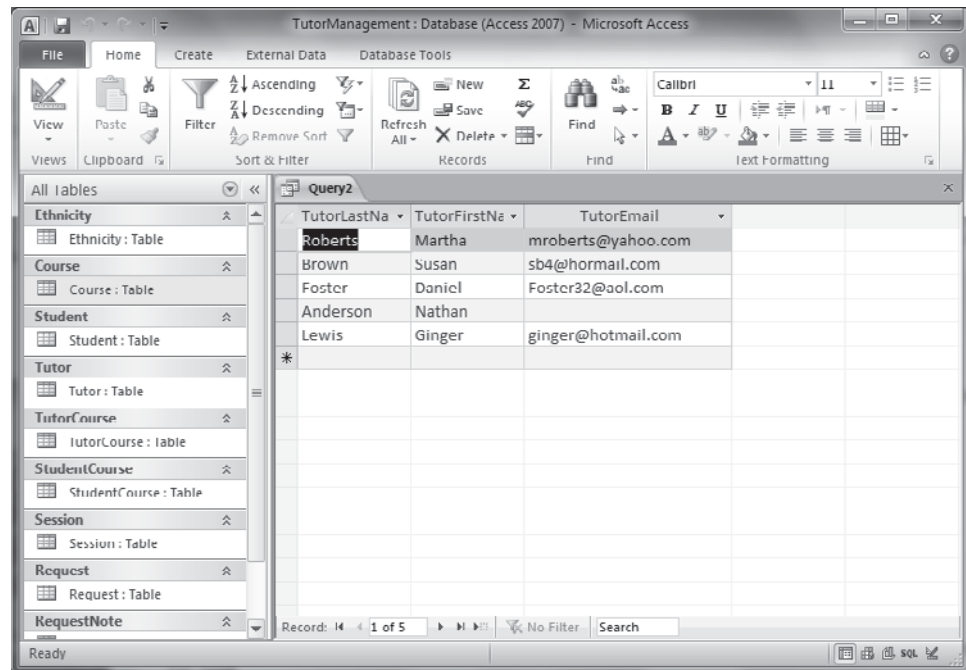 TutorManagement : Database (Access 2007) - Microsoft Access
File Home Create External Data Database Tools
View
Views
Paste
Clipboard
Filter
Ascending
Descending
Remove Sort
Sort & Filter
Refresh All
New
Save
Delete
Records
Find
Find
Calibri 11
B I U
A
Text Formatting
All Tables
Ethnicity
Ethnicity : Table
Course
Course : Table
Student
Student : Table
Tutor
Tutor : Table
TutorCourse
TutorCourse : Table
StudentCourse
StudentCourse : Table
Session
Session : Table
Request
Request : Table
RequestNote
Query2
TutorLastNa TutorFirstNa TutorEmail
Roberts Martha mroberts@yahoo.com
Brown Susan sb4@hormail.com
Foster Daniel Foster32@aol.com
Anderson Nathan
Lewis Ginger ginger@hotmail.com
Record: 1 of 5 No Filter Search
Ready SQL